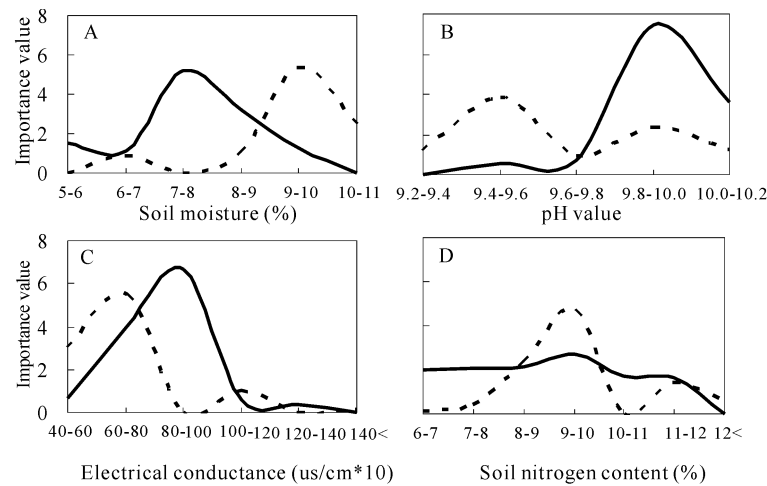 A
B
Importance value
8
6
4
2
0
5-6 6-7 7-8 8-9 9-10 10-11
Soil moisture (%)
9.2-9.4 9.4-9.6 9.6-9.8 9.8-10.0 10.0-10.2
pH value
C
D
Importance value
8
6
4
2
0
40-60 60-80 80-100 100-120 120-140 140<
Electrical conductance (us/cm*10)
6-7 7-8 8-9 9-10 10-11 11-12 12<
Soil nitrogen content (%)